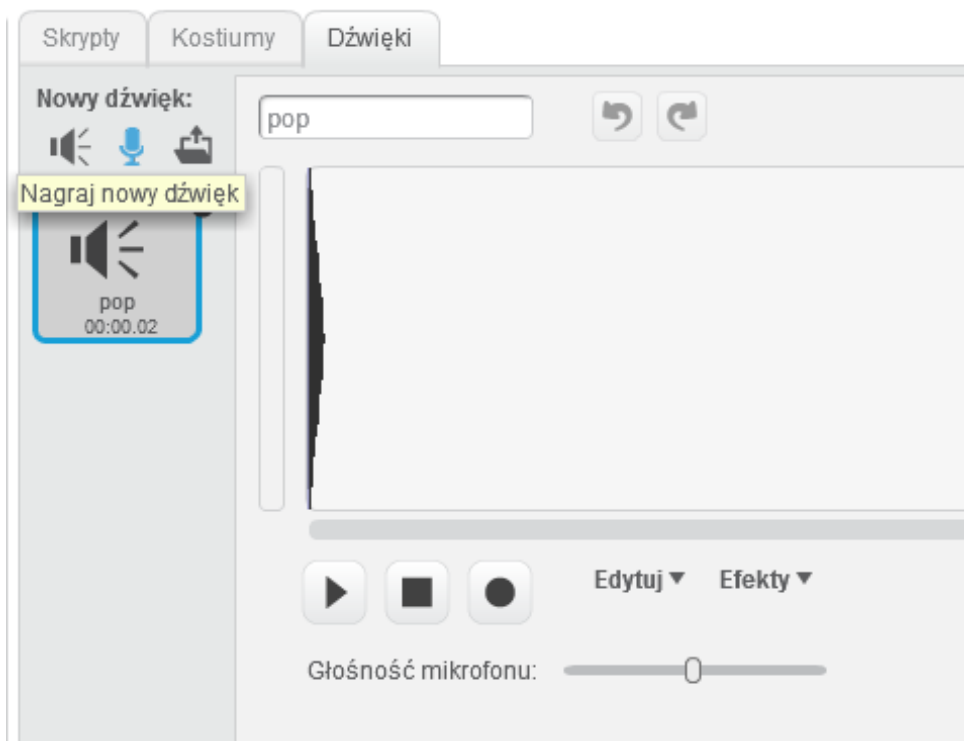 Skrypty Kostiumy Dźwięki
Nowy dźwięk:
pop
Nagraj nowy dźwięk
pop
00:00.02
Edytuj Efekty
Głośność mikrofonu: